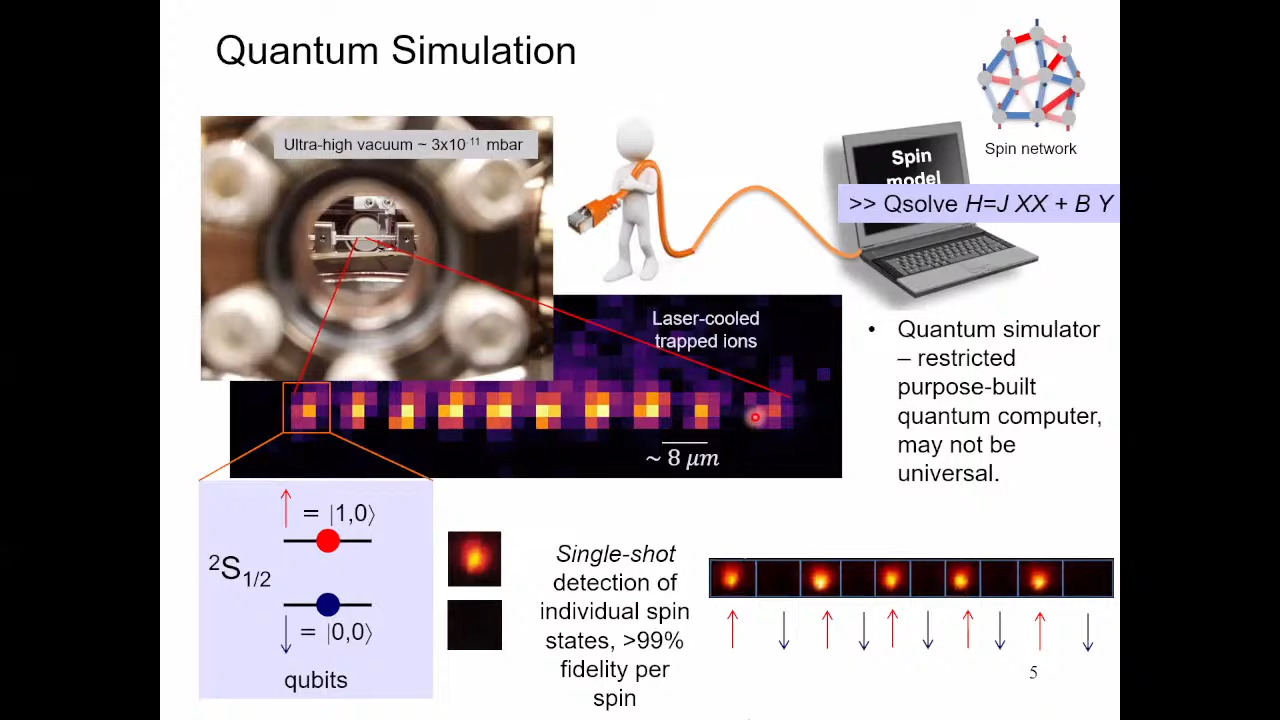 Quantum Simulation
Ultra-high vacuum ~ 3x10⁻¹¹ mbar
Spin
model
>> Qsolve H=J XX + B Y
Spin network
Laser-cooled
trapped ions
~ 8 μm
• Quantum simulator
– restricted
purpose-built
quantum computer,
may not be
universal.
↑ = |1,0⟩
²S₁/₂
↓ = |0,0⟩
qubits
Single-shot
detection of
individual spin
states, >99%
fidelity per
spin
5